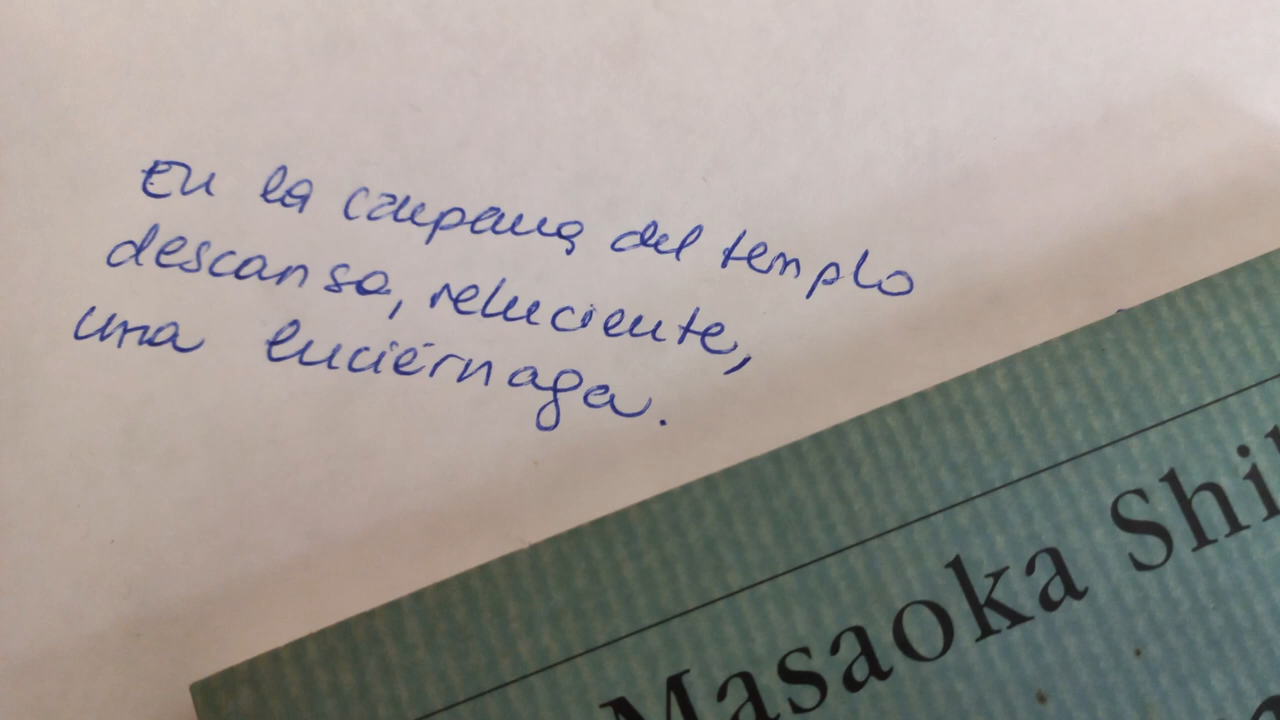 En la campana del templo
descansa, reluciente,
una luciérnaga.
Masaoka Shi